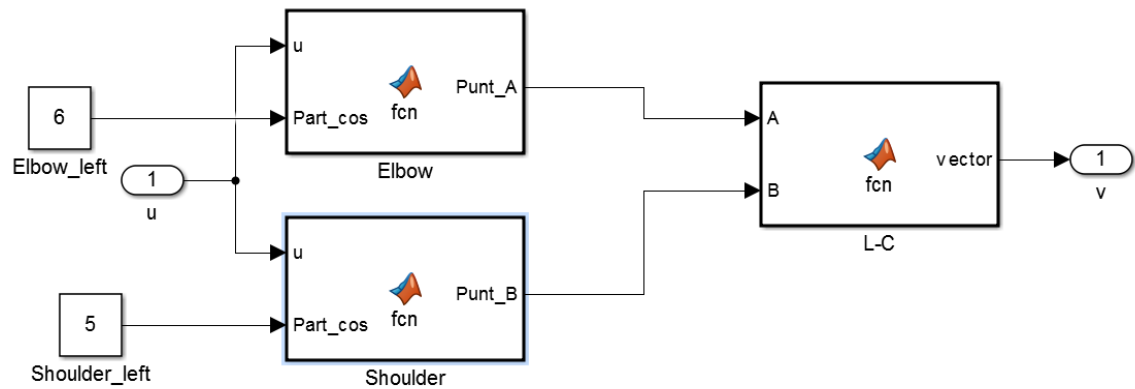 u
Part_cos
fcn
Punt_A
Elbow
6
Elbow_left
1
u
u
Part_cos
fcn
Punt_B
Shoulder
5
Shoulder_left
A
B
fcn
vector
L-C
1
v